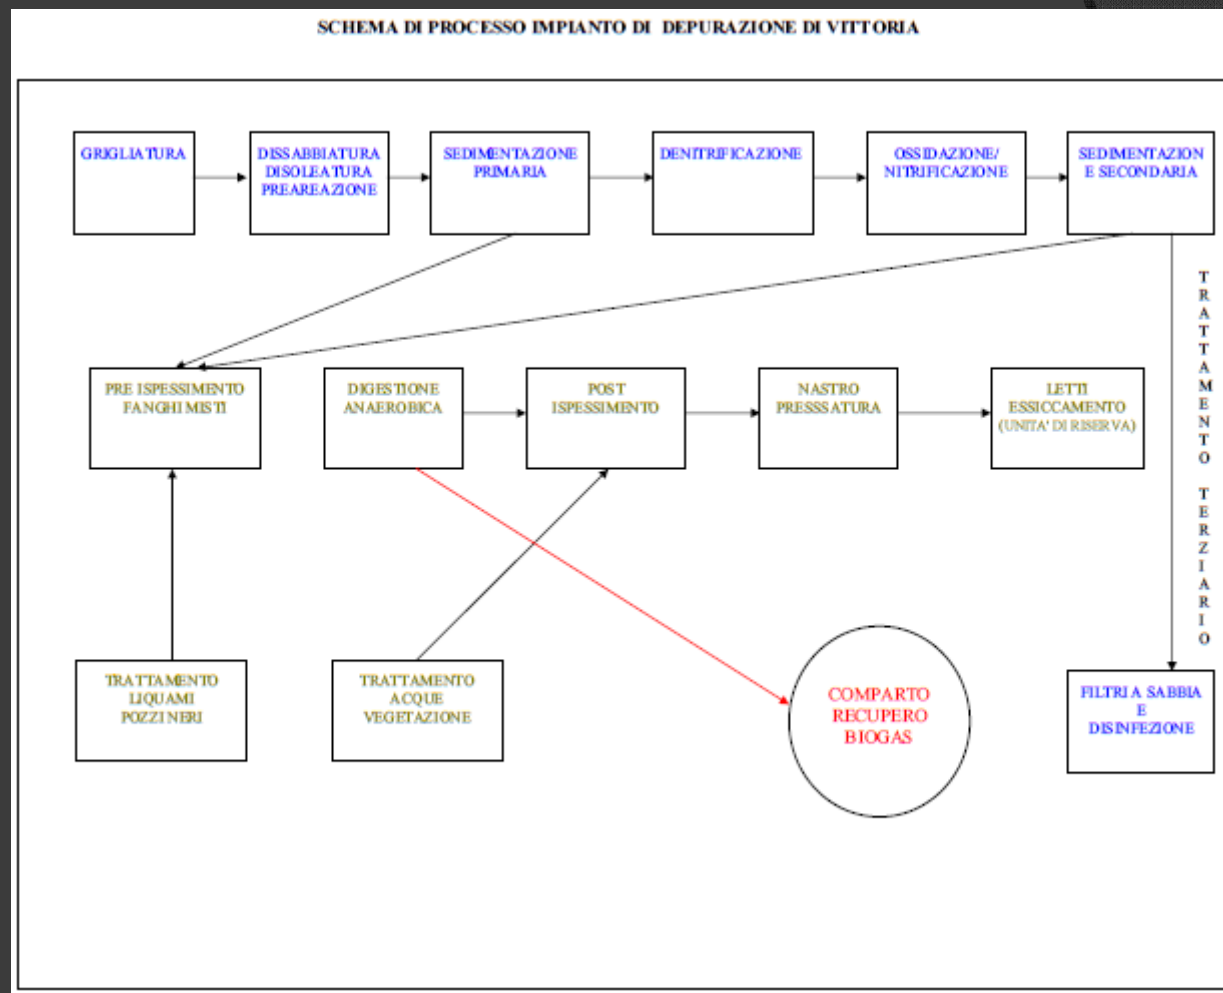 SCHEMA DI PROCESSO IMPIANTO DI DEPURAZIONE DI VITTORIA
GRIGLIATURA
DISSABBIATURA
DISOLEATURA
PREAREAZIONE
SEDIMENTAZIONE
PRIMARIA
DENITRIFICAZIONE
OSSIDAZIONE/
NITRIFICAZIONE
SEDIMENTAZION
E SECONDARIA
TRATTAMENTO TERZIARIO
PRE ISPESSIMENTO
FANGHI MISTI
DIGESTIONE
ANAEROBICA
POST
ISPESSIMENTO
NASTRO
PRESSSATURA
LETTI
ESSICCAMENTO
(UNITA' DI RISERVA)
TRATTAMENTO
LIQUAMI
POZZI NERI
TRATTAMENTO
ACQUE
VEGETAZIONE
COMPARTO
RECUPERO
BIOGAS
FILTRI A SABBIA
E
DISINFEZIONE